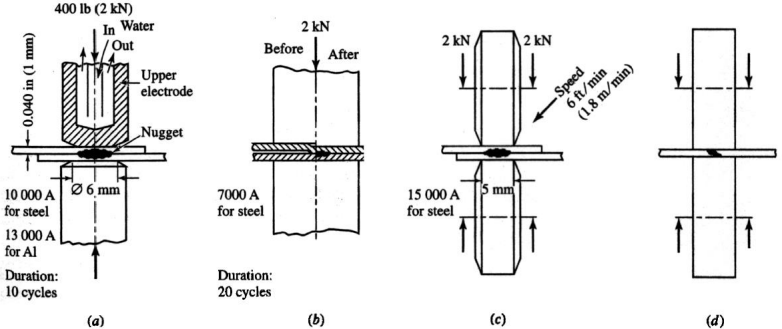 400 lb (2 kN)
In Water
Out
0.040 in (1 mm)
Upper
electrode
Nugget
Ø 6 mm
10 000 A
for steel
13 000 A
for Al
Duration:
10 cycles
(a)
2 kN
Before
After
7000 A
for steel
Duration:
20 cycles
(b)
2 kN
2 kN
Speed
6 ft/min
(1.8 m/min)
15 000 A
for steel
5 mm
(c)
(d)